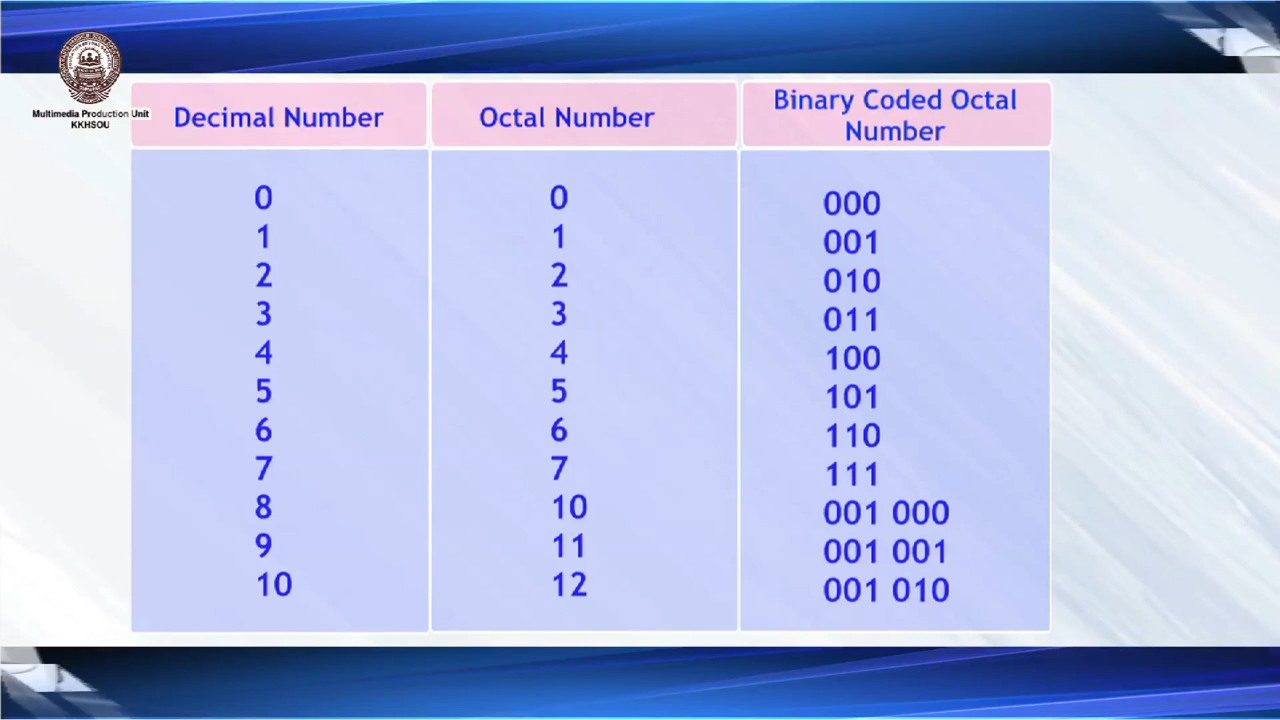 Multimedia Production Unit
KKHSOU
Decimal Number Octal Number Binary Coded Octal
Number
0 0 000
1 1 001
2 2 010
3 3 011
4 4 100
5 5 101
6 6 110
7 7 111
8 10 001 000
9 11 001 001
10 12 001 010